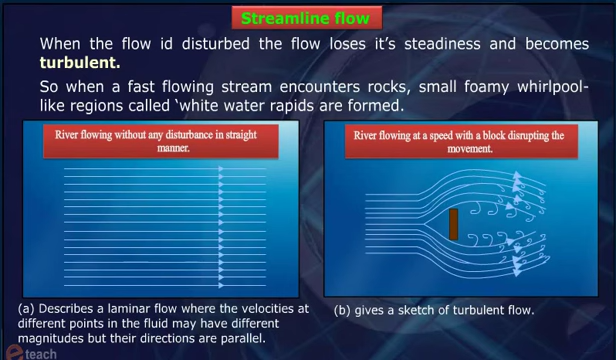 Streamline flow
When the flow id disturbed the flow loses it's steadiness and becomes
turbulent.
So when a fast flowing stream encounters rocks, small foamy whirlpool-
like regions called 'white water rapids are formed.
River flowing without any disturbance in straight
manner.
River flowing at a speed with a block disrupting the
movement.
(a) Describes a laminar flow where the velocities at
different points in the fluid may have different
magnitudes but their directions are parallel.
(b) gives a sketch of turbulent flow.
e teach